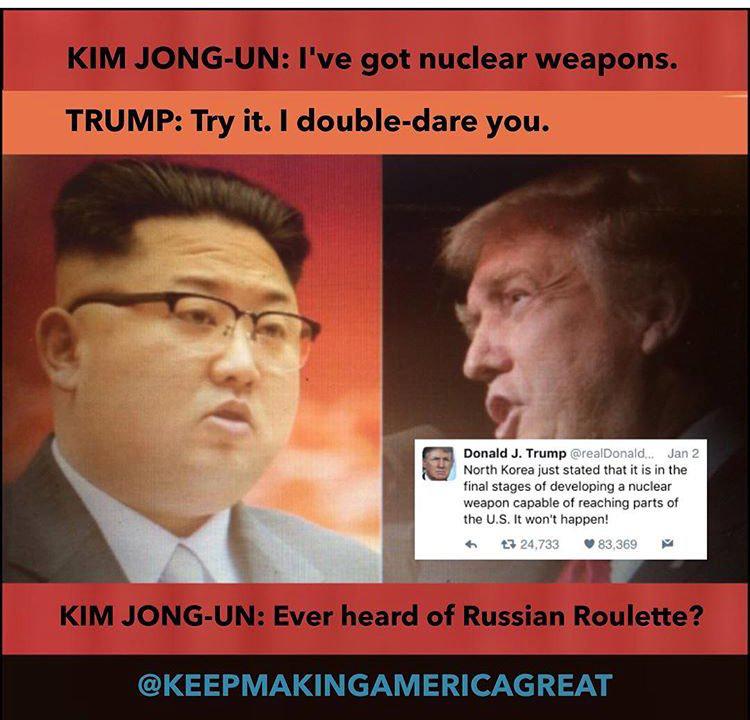 KIM JONG-UN: I've got nuclear weapons.
TRUMP: Try it. I double-dare you.
Donald J. Trump @realDonald... Jan 2
North Korea just stated that it is in the
final stages of developing a nuclear
weapon capable of reaching parts of
the U.S. It won't happen!
24,733 83,369
KIM JONG-UN: Ever heard of Russian Roulette?
@KEEPMAKINGAMERICAGREAT